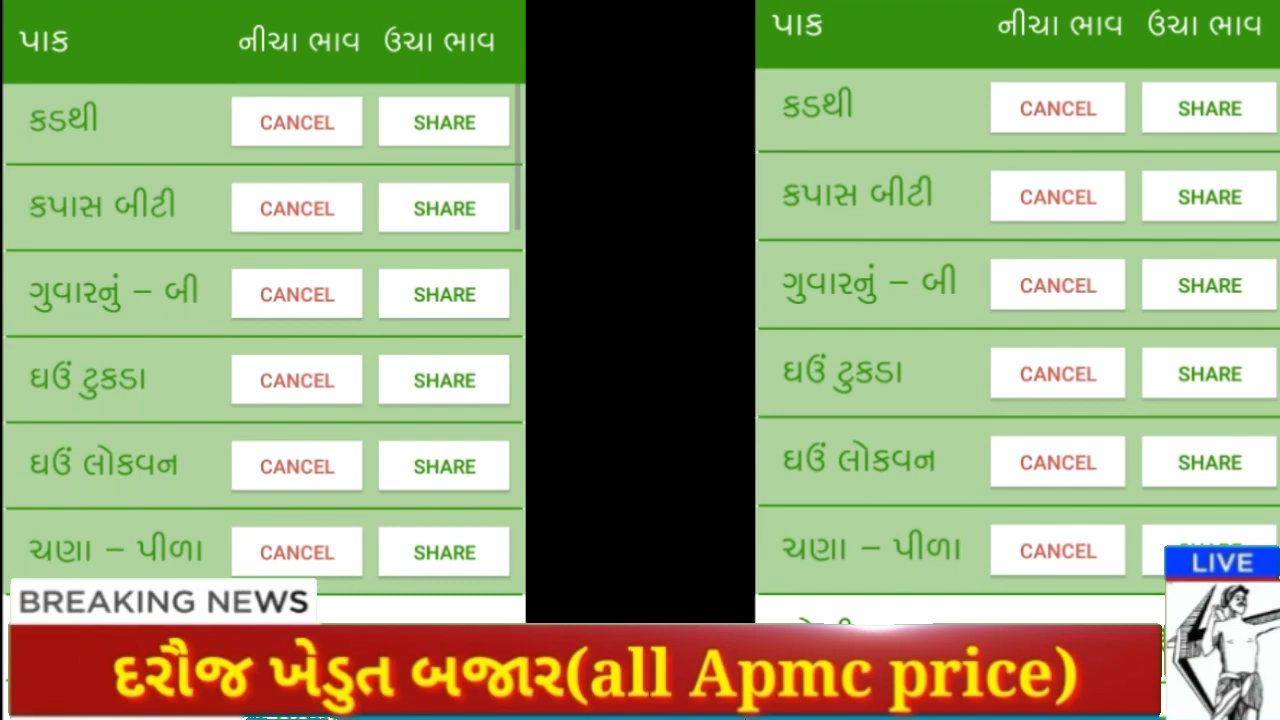 પાક નીચા ભાવ ઉચા ભાવ
કડથી CANCEL SHARE
કપાસ બીટી CANCEL SHARE
ગુવારનું – બી CANCEL SHARE
ઘઉં ટુકડા CANCEL SHARE
ઘઉં લોકવન CANCEL SHARE
ચણા – પીળા CANCEL SHARE
પાક નીચા ભાવ ઉચા ભાવ
કડથી CANCEL SHARE
કપાસ બીટી CANCEL SHARE
ગુવારનું – બી CANCEL SHARE
ઘઉં ટુકડા CANCEL SHARE
ઘઉં લોકવન CANCEL SHARE
ચણા – પીળા CANCEL
LIVE
BREAKING NEWS
દરૌજ ખેડુત બજાર(all Apmc price)